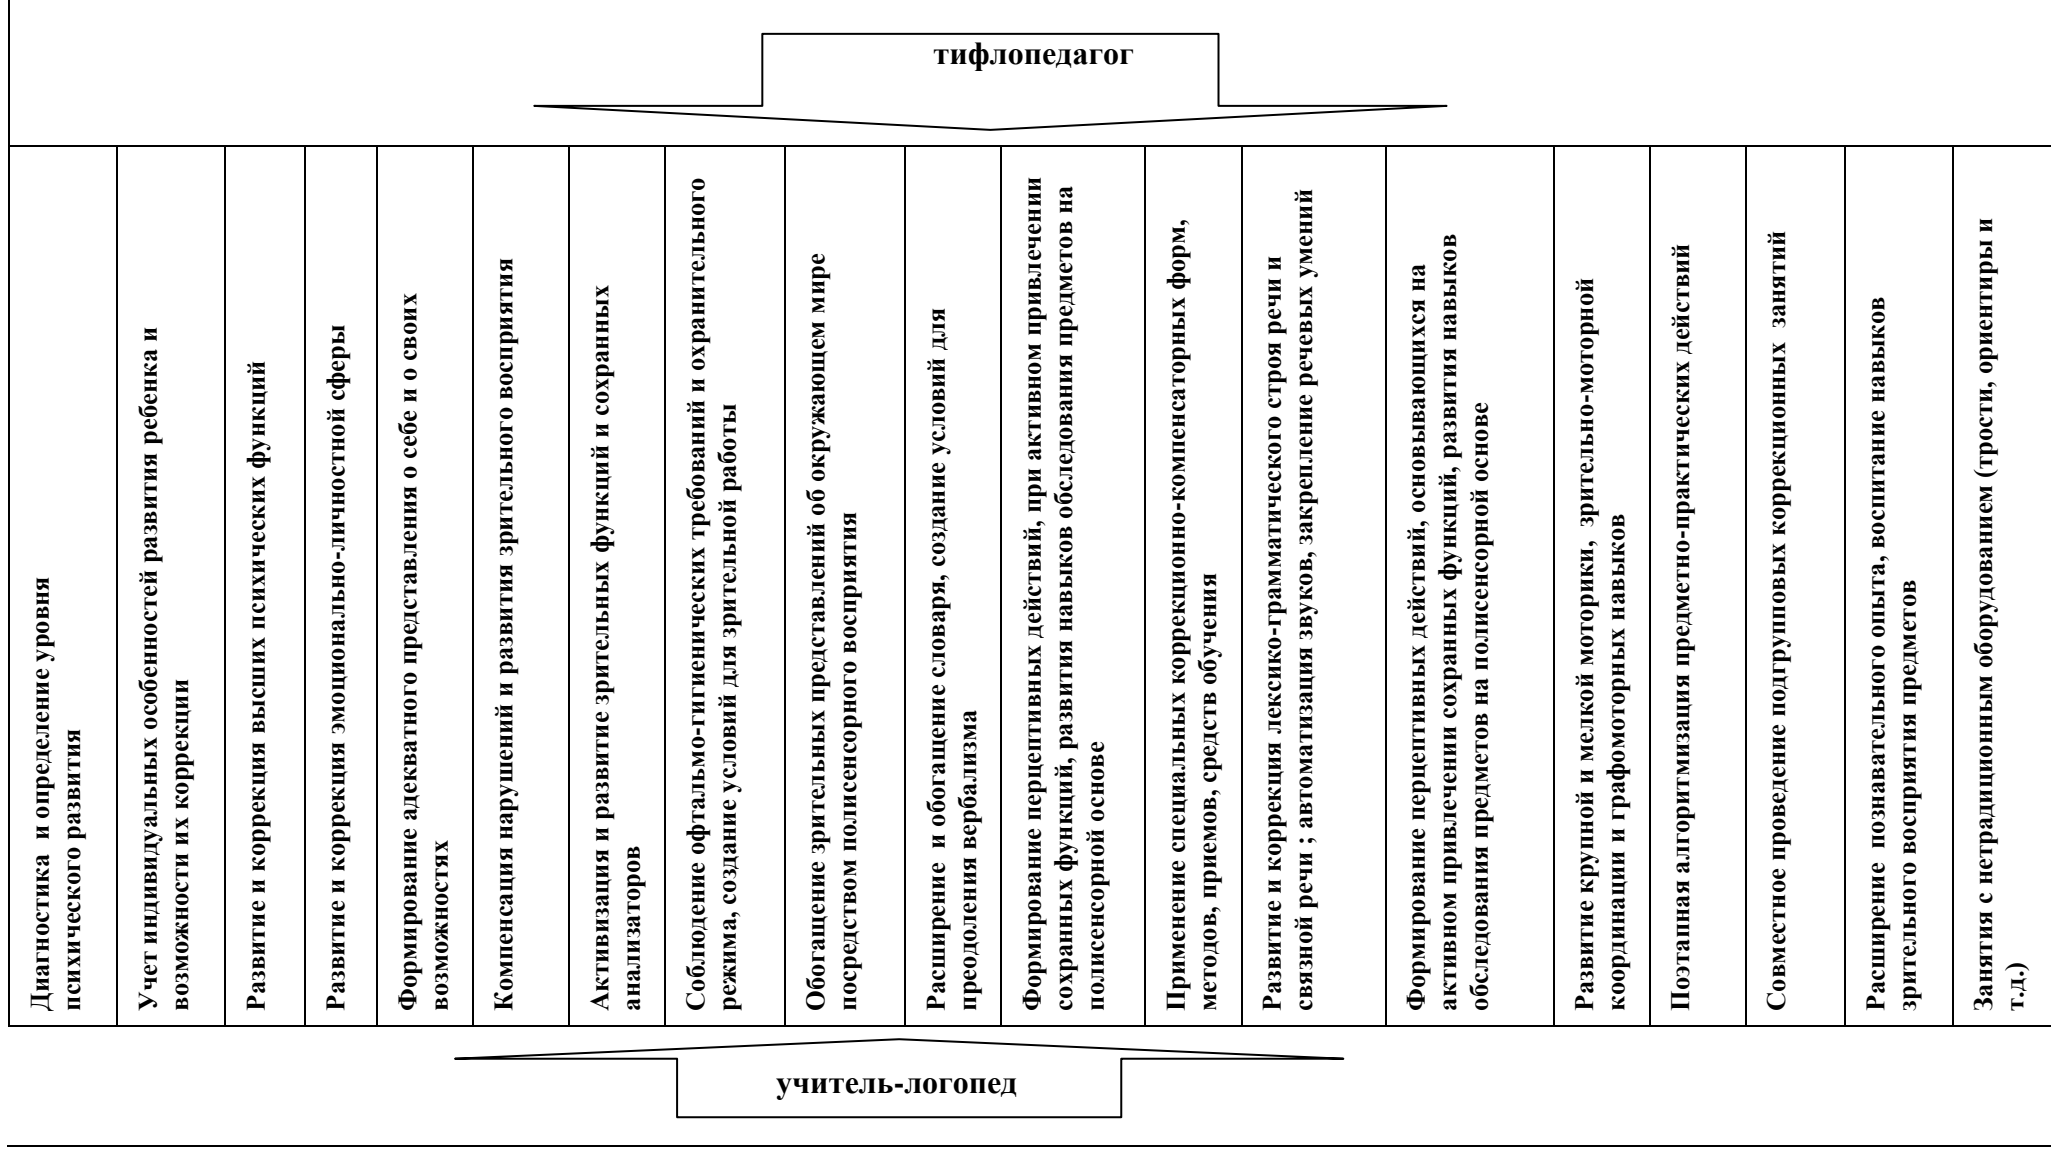 тифлопедагог
Диагностика и определение уровня
психического развития
Учет индивидуальных особенностей развития ребенка и
возможности их коррекции
Развитие и коррекция высших психических функций
Развитие и коррекция эмоционально-личностной сферы
Формирование адекватного представления о себе и о своих
возможностях
Компенсация нарушений и развития зрительного восприятия
Активизация и развитие зрительных функций и сохранных
анализаторов
Соблюдение офтальмо-гигиенических требований и охранительного
режима, создание условий для зрительной работы
Обогащение зрительных представлений об окружающем мире
посредством полисенсорного восприятия
Расширение и обогащение словаря, создание условий для
преодоления вербализма
Формирование перцептивных действий, при активном привлечении
сохранных функций, развития навыков обследования предметов на
полисенсорной основе
Применение специальных коррекционно-компенсаторных форм,
методов, приемов, средств обучения
Развитие и коррекция лексико-грамматического строя речи и
связной речи ; автоматизация звуков, закрепление речевых умений
Формирование перцептивных действий, основывающихся на
активном привлечении сохранных функций, развития навыков
обследования предметов на полисенсорной основе
Развитие крупной и мелкой моторики, зрительно-моторной
координации и графомоторных навыков
Поэтапная алгоритмизация предметно-практических действий
Совместное проведение подгрупповых коррекционных занятий
Расширение познавательного опыта, воспитание навыков
зрительного восприятия предметов
Занятия с нетрадиционным оборудованием (трости, ориентиры и
т.д.)
учитель-логопед